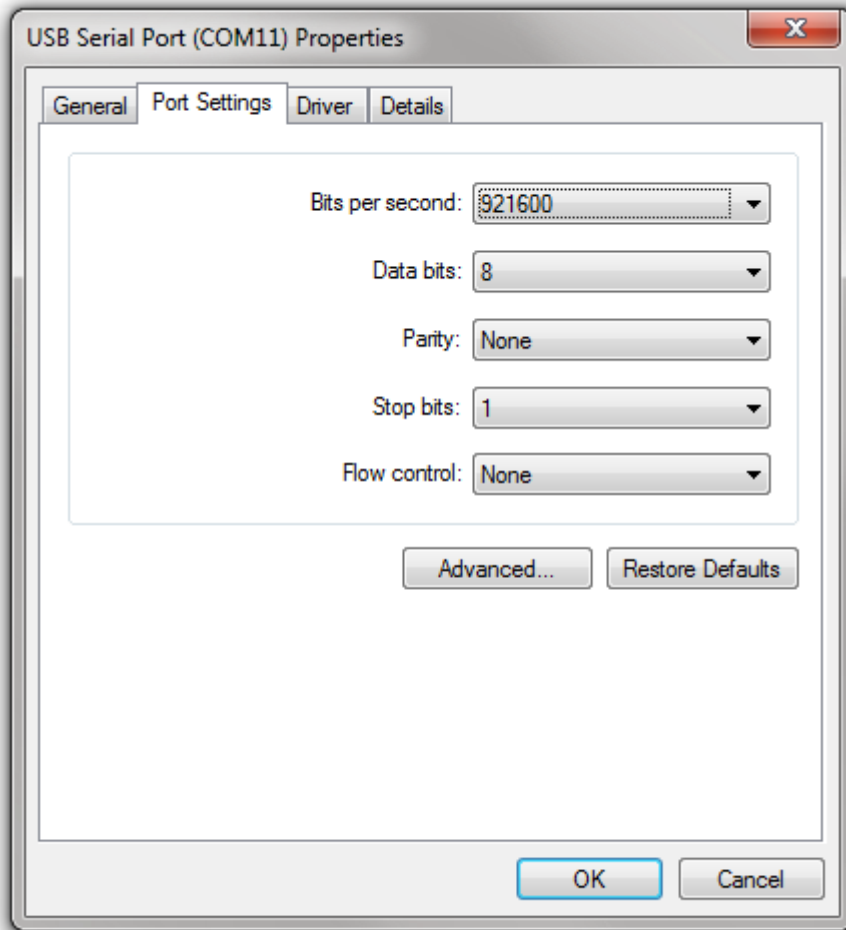 USB Serial Port (COM11) Properties
X
General Port Settings Driver Details
Bits per second: 921600
Data bits: 8
Parity: None
Stop bits: 1
Flow control: None
Advanced... Restore Defaults
OK Cancel